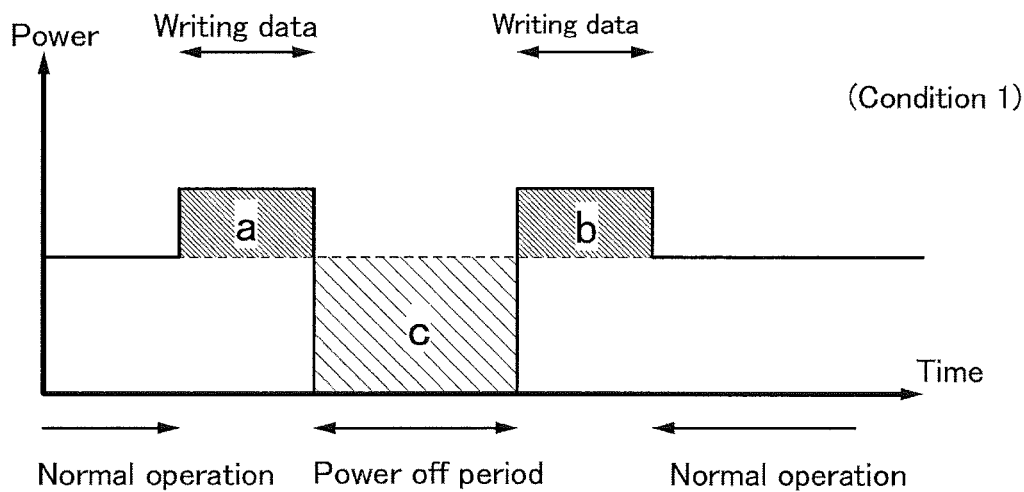 Writing data
Writing data
Power
(Condition 1)
a
b
c
Time
Normal operation
Power off period
Normal operation